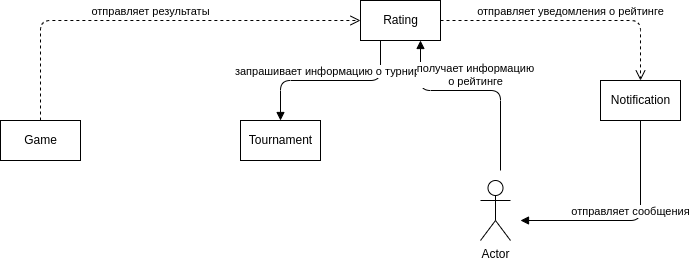 отправляет результаты
Rating
отправляет уведомления о рейтинге
запрашивает информацию о турнир
получает информацию
о рейтинге
Notification
Game
Tournament
отправляет сообщения
Actor